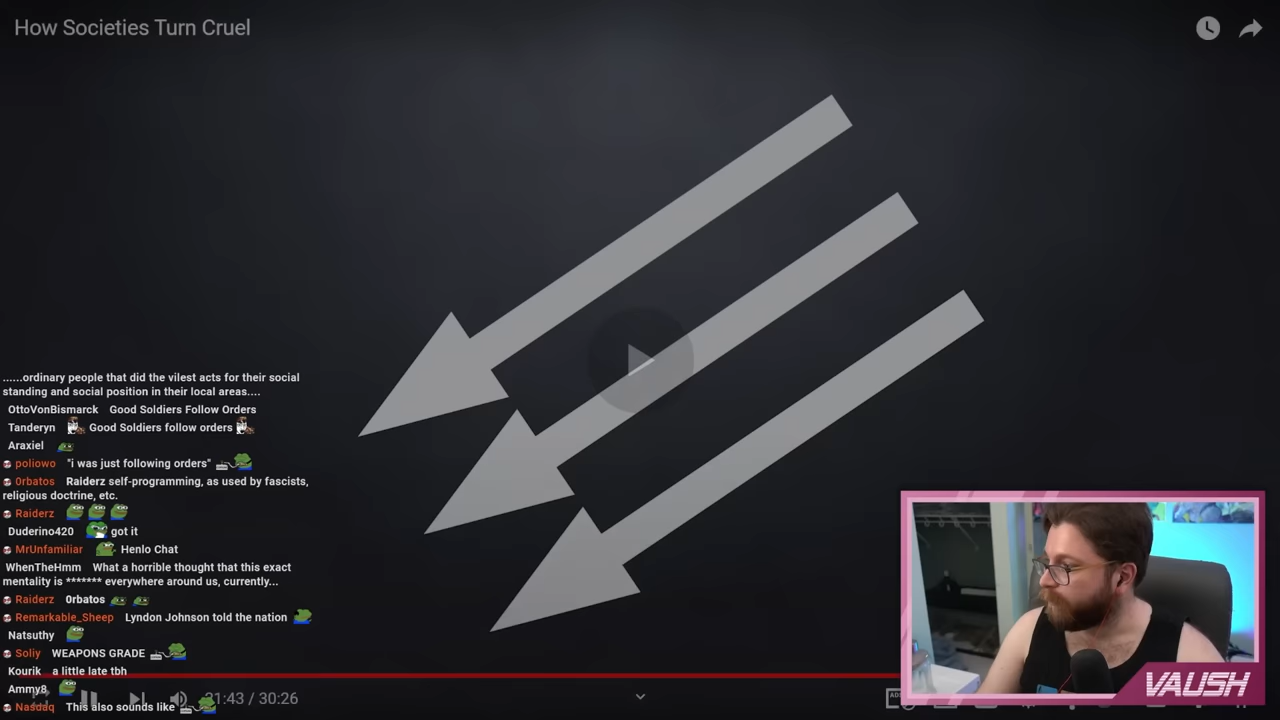 How Societies Turn Cruel
......ordinary people that did the vilest acts for their social
standing and social position in their local areas....
OttoVonBismarck Good Soldiers Follow Orders
Tanderyn Good Soldiers follow orders
Araxiel
poliowo "i was just following orders"
0rbatos Raiderz self-programming, as used by fascists,
religious doctrine, etc.
Raiderz
Duderino420 got it
MrUnfamiliar Henlo Chat
WhenTheHmm What a horrible thought that this exact
mentality is ******* everywhere around us, currently...
Raiderz 0rbatos
Remarkable_Sheep Lyndon Johnson told the nation
Natsuthy
Soliy WEAPONS GRADE
Kourik a little late tbh
Ammy8
21:43 / 30:26
Nasdaq This also sounds like
VAUSH